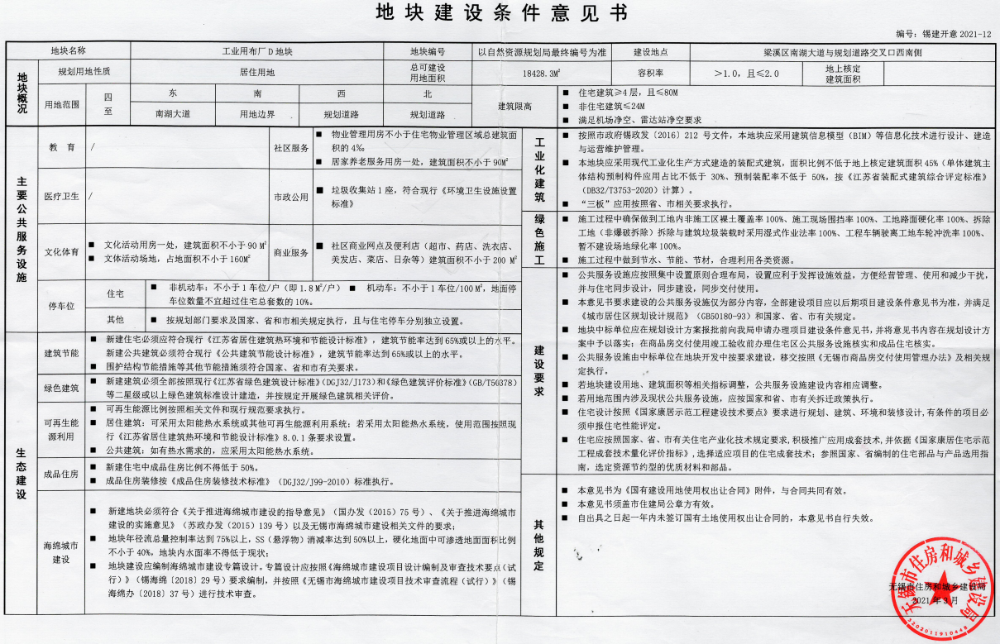 地块建设条件意见书
编号：锡建开意 2021-12
地块名称
工业用布厂 D 地块
地块编号
以自然资源规划局最终编号为准
建设地点
梁溪区南湖大道与规划道路交叉口西南侧
地块概况
规划用地性质
居住用地
总可建设
用地面积
18428.3M²
容积率
>1.0，且≤2.0
地上核定
建筑面积
用地范围
四
至
东
南
西
北
南湖大道
用地边界
规划道路
规划道路
建筑限高
■ 住宅建筑≥4 层，且≤80M
■ 非住宅建筑≤24M
■ 满足机场净空、雷达站净空要求
主要公共服务设施
教 育
/
社区服务
■ 物业管理用房不小于住宅物业管理区域总建筑面
积的 4‰。
■ 居家养老服务用房一处，建筑面积不小于 90M²
医疗卫生
/
市政公用
■ 垃圾收集站 1 座，符合现行《环境卫生设施设置
标准》
文化体育
■ 文化活动用房一处，建筑面积不小于 90 M²
■ 文体活动场地，占地面积不小于 160M²
商业服务
■ 社区商业网点及便利店（超市、药店、洗衣店、
美发店、菜店、日杂等）建筑面积不小于 200 M²
停车位
住宅
■ 非机动车：不小于 1 车位/户（即 1.8 M²/户） ■ 机动车：不小于 1 车位/100 M²，地面停
车位数量不宜超过住宅总套数的 10%。
其他
■ 按规划部门要求及国家、省和市相关规定执行，且与住宅停车分别独立设置。
生态建设
建筑节能
■ 新建住宅必须应符合现行《江苏省居住建筑热环境和节能设计标准》，建筑节能率达到 65%或以上的水平。
新建公共建筑必须符合现行《公共建筑节能设计标准》，建筑节能率达到 65%或以上的水平。
■ 围护结构节能措施等其他节能措施须符合国家、省和市有关要求。
绿色建筑
■ 新建建筑必须全部按照现行《江苏省绿色建筑设计标准》(DGJ32/J173)和《绿色建筑评价标准》(GB/T50378)
等二星级或以上绿色建筑标准设计建造，并按规定开展绿色建筑相关评价。
可再生能
源利用
■ 可再生能源比例按照相关文件和现行规范要求执行。
■ 居住建筑：可采用太阳能热水系统或其他可再生能源利用系统；若采用太阳能热水系统，使用范围按照现
行《江苏省居住建筑热环境和节能设计标准》8.0.1 条要求设置。
■ 公共建筑：如有热水需求的，应采用太阳能热水系统。
成品住房
■ 新建住宅中成品住房比例不得低于 50%。
■ 成品住房装修按《成品住房装修技术标准》（DGJ32/J99-2010）标准执行。
海绵城市
建设
■ 新建地块必须符合《关于推进海绵城市建设的指导意见》（国办发（2015）75 号）、《关于推进海绵城市
建设的实施意见》（苏政办发（2015）139 号）以及无锡市海绵城市建设相关文件的要求；
■ 地块年径流总量控制率达到 75%以上，SS（悬浮物）消减率达到 50%以上，硬化地面中可渗透地面面积比例
不小于 40%，地块内水面率不得低于现状；
■ 地块建设应编制海绵城市建设专篇设计。专篇设计应按照《海绵城市建设项目设计编制及审查技术要点（试
行）》（锡海绵〔2018〕29 号）要求编制，并按照《无锡市海绵城市建设项目技术审查流程（试行）》（锡
海绵办〔2018〕37 号）进行技术审查。
工业化建筑
■ 按照市政府锡政发〔2016〕212 号文件，本地块应采用建筑信息模型（BIM）等信息化技术进行设计、建造
与运营维护管理。
■ 本地块应采用现代工业化生产方式建造的装配式建筑，面积比例不低于地上核定建筑面积 45%（单体建筑主
体结构预制构件应用占比不低于 30%、预制装配率不低于 50%，按《江苏省装配式建筑综合评定标准》
（DB32/T3753-2020）计算）。
■ “三板”应用按照省、市相关要求执行。
绿色施工
■ 施工过程中确保做到工地内非施工区裸土覆盖率 100%、施工现场围挡率 100%、工地路面硬化率 100%、拆除
工地（非爆破拆除）拆除与建筑垃圾装载时采用湿式作业法率 100%、工程车辆驶离工地车轮冲洗率 100%、
暂不建设场地绿化率 100%。
■ 施工过程中做到节水、节能、节材，合理利用各类资源。
建设要求
■ 公共服务设施应按照集中设置原则合理布局，设置应利于发挥设施效益，方便经营管理、使用和减少干扰，
并与住宅同步设计，同步建设，同步交付使用。
■ 本意见书要求建设的公共服务设施仅为部分内容，全部建设项目应以后期项目建设条件意见书为准，并满足
《城市居住区规划设计规范》（GB50180-93）和国家、省、市有关规定。
■ 地块中标单位应在规划设计方案报批前向我局申请办理项目建设条件意见书，并将意见书内容在规划设计方
案中予以落实；在商品房交付使用竣工验收前办理住宅区公共服务设施核实和成品住宅核实。
■ 公共服务设施由中标单位在地块开发中按要求建设，移交按照《无锡市商品房交付使用管理办法》及相关规
定执行。
■ 若地块建设用地、建筑面积等相关指标调整，公共服务设施建设内容相应调整。
■ 若用地范围内涉及现状公共服务设施，应按国家和省、市有关拆迁政策执行。
■ 住宅设计按照《国家康居示范工程建设技术要点》要求进行规划、建筑、环境和装修设计,有条件的项目必
须申报住宅性能评定。
■ 住宅应按照国家、省、市有关住宅产业化技术规定要求,积极推广应用成套技术,并依据《国家康居住宅示范
工程成套技术量化评价指标》,选择适应项目的住宅成套技术；参照国家、省编制的住宅部品与产品选用指
南，选定资源节约型的优质材料和部品。
其他规定
■ 本意见书为《国有建设用地使用权出让合同》附件，与合同共同有效。
■ 本意见书须盖市住建局公章方有效。
■ 自出具之日起一年内未签订国有土地使用权出让合同的，本意见书自行失效。
无锡市住房和城乡建设局
2021 年 3 月
无锡市住房和城乡建设局
3202011910448